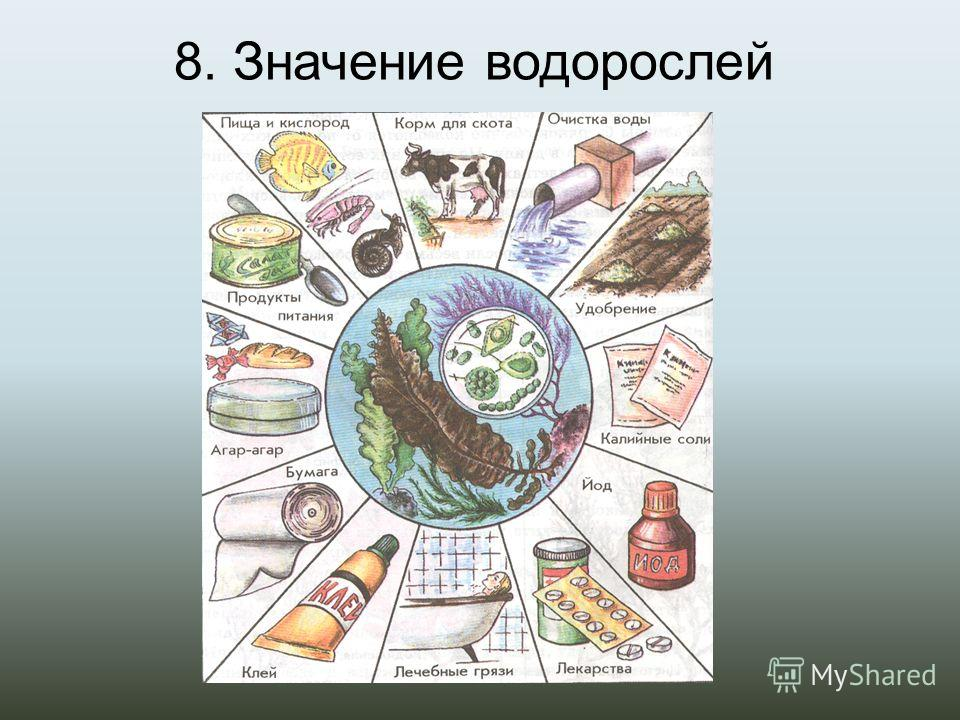 8. Значение водорослей
Пища и кислород
Корм для скота
Очистка воды
Удобрение
Калийные соли
Йод
ИОД
Лекарства
Лечебные грязи
Клей
КЛЕЙ
Бумага
Агар-агар
Продукты
питания
Салат
MyShared